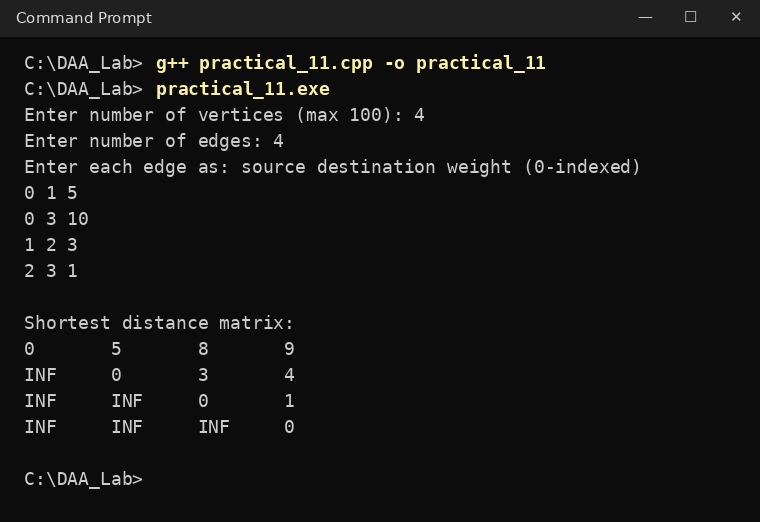 Command Prompt
C:\DAA_Lab> g++ practical_11.cpp -o practical_11
C:\DAA_Lab> practical_11.exe
Enter number of vertices (max 100): 4
Enter number of edges: 4
Enter each edge as: source destination weight (0-indexed)
0 1 5
0 3 10
1 2 3
2 3 1
Shortest distance matrix:
0 5 8 9
INF 0 3 4
INF INF 0 1
INF INF INF 0
C:\DAA_Lab>